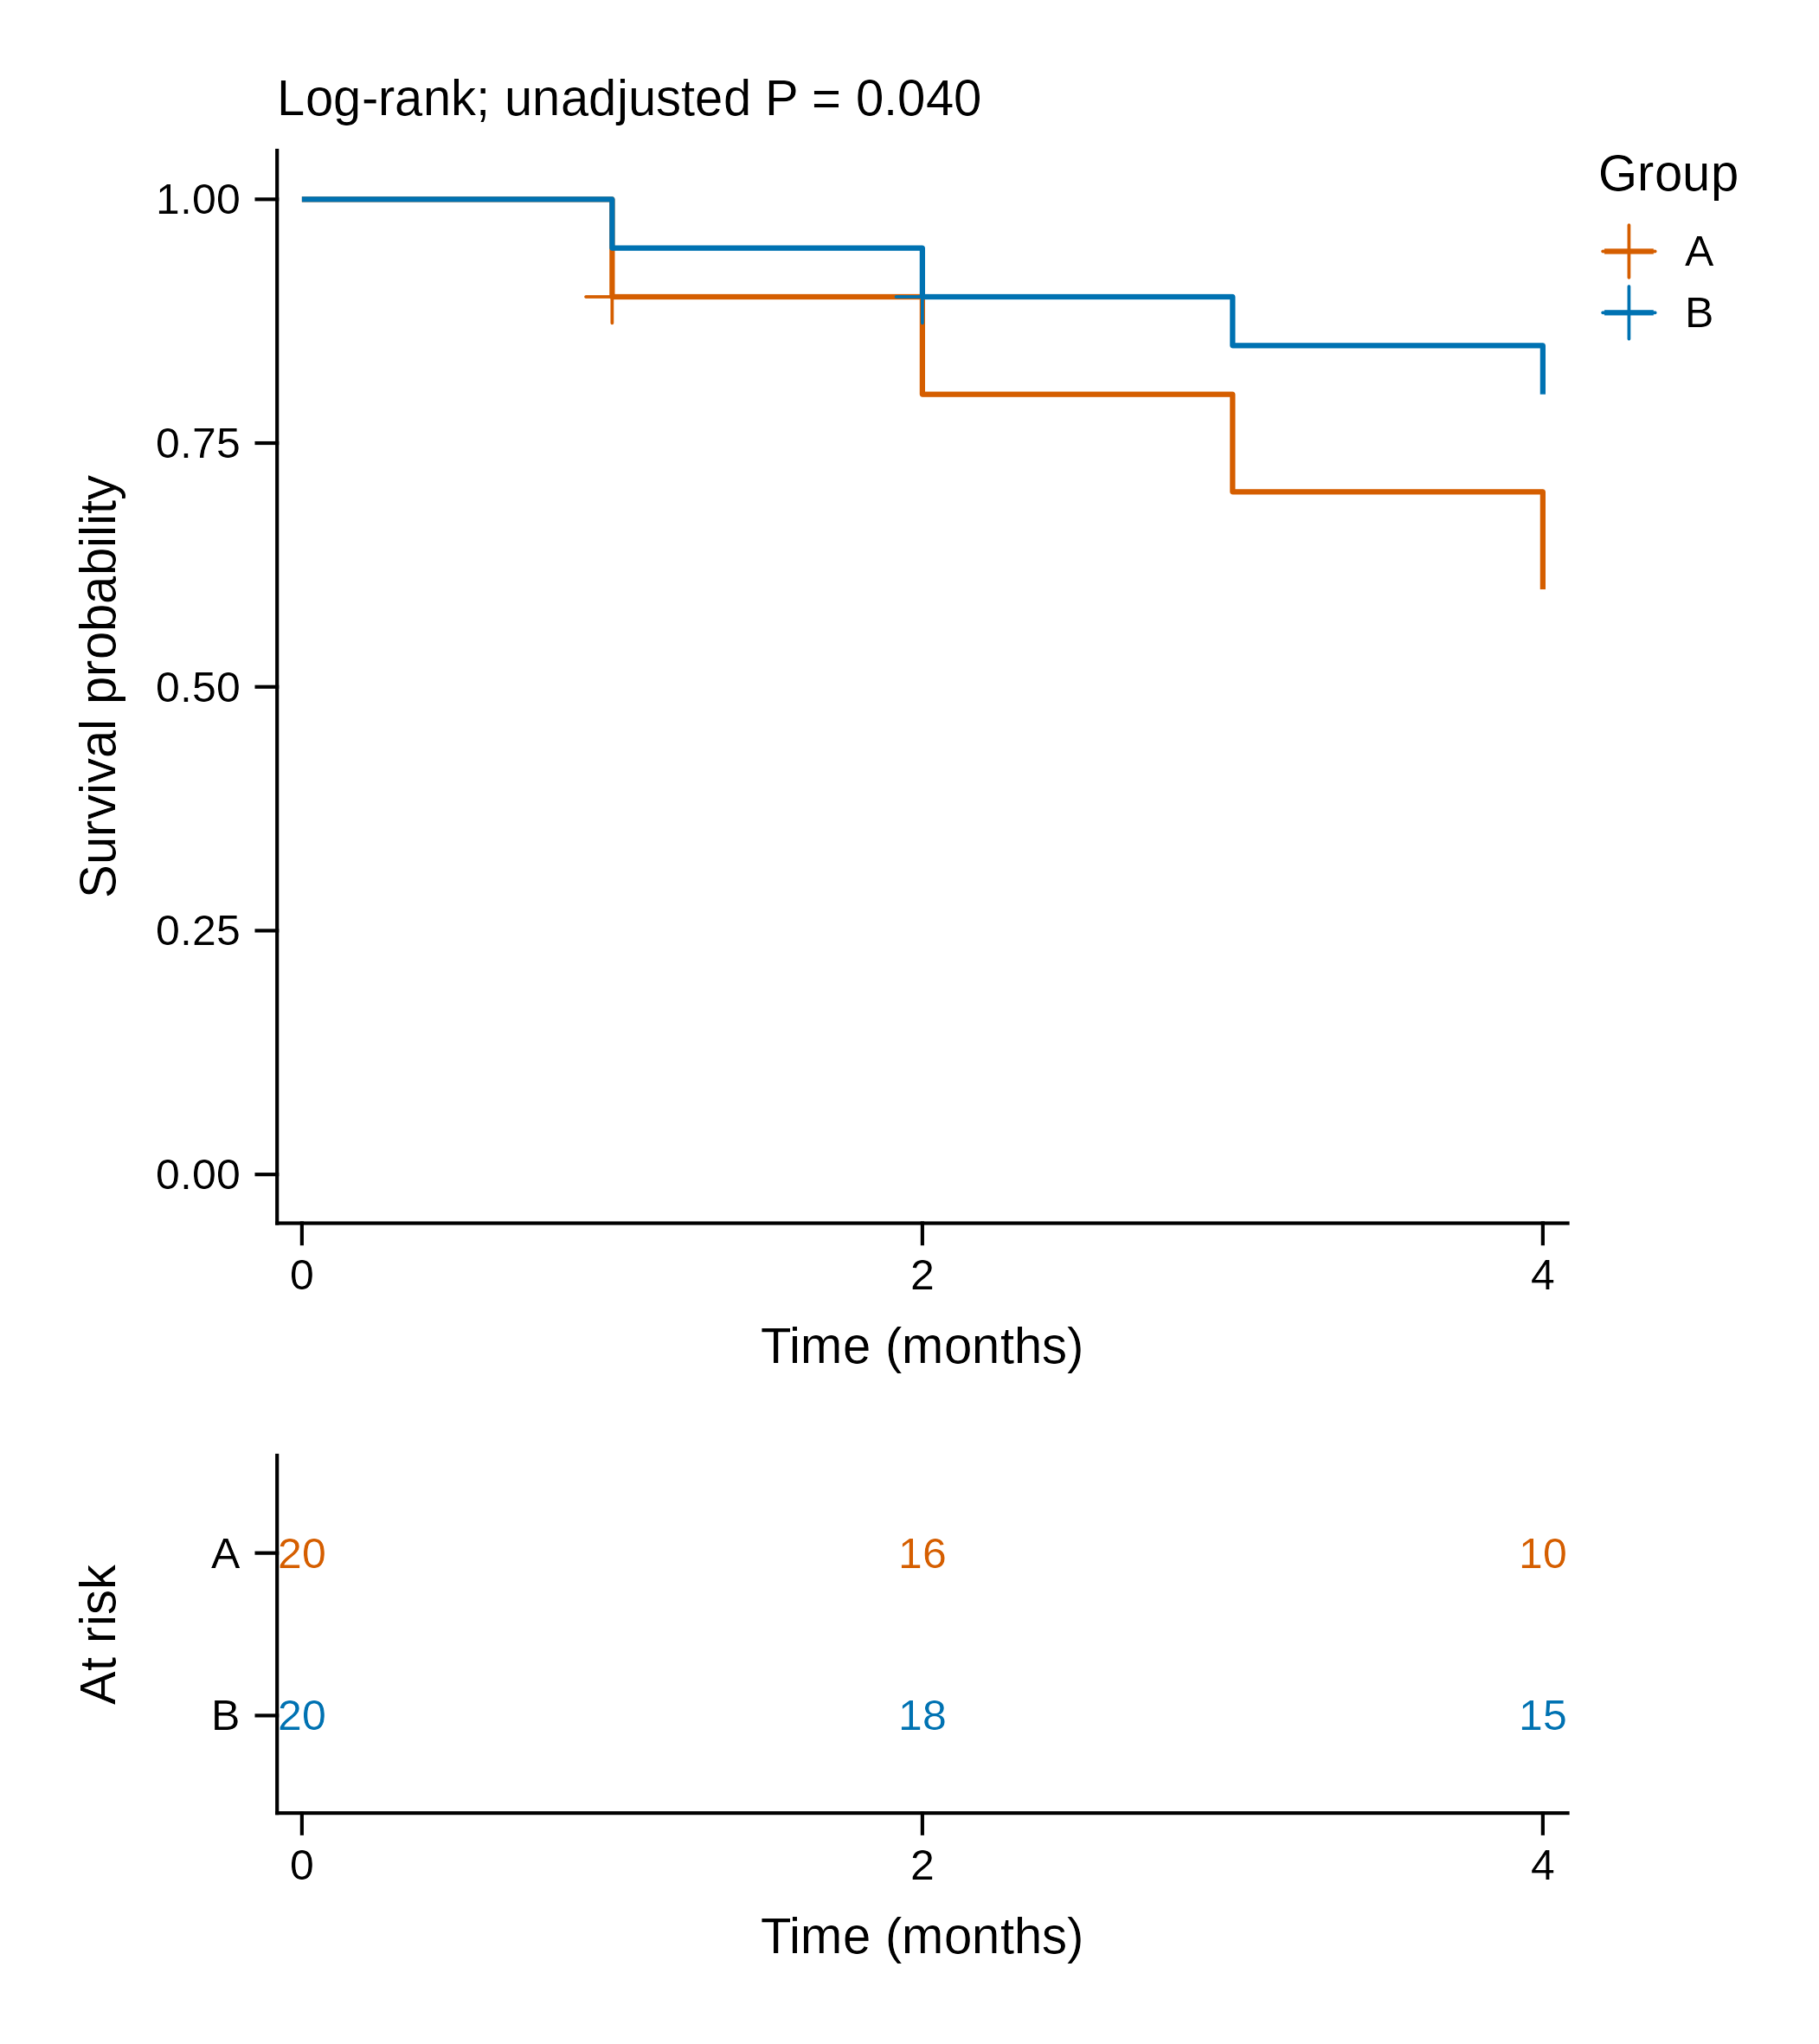 Log-rank; unadjusted P = 0.040
Group
A
B
Survival probability
1.00
0.75
0.50
0.25
0.00
0 2 4
Time (months)
At risk
A 20 16 10
B 20 18 15
0 2 4
Time (months)